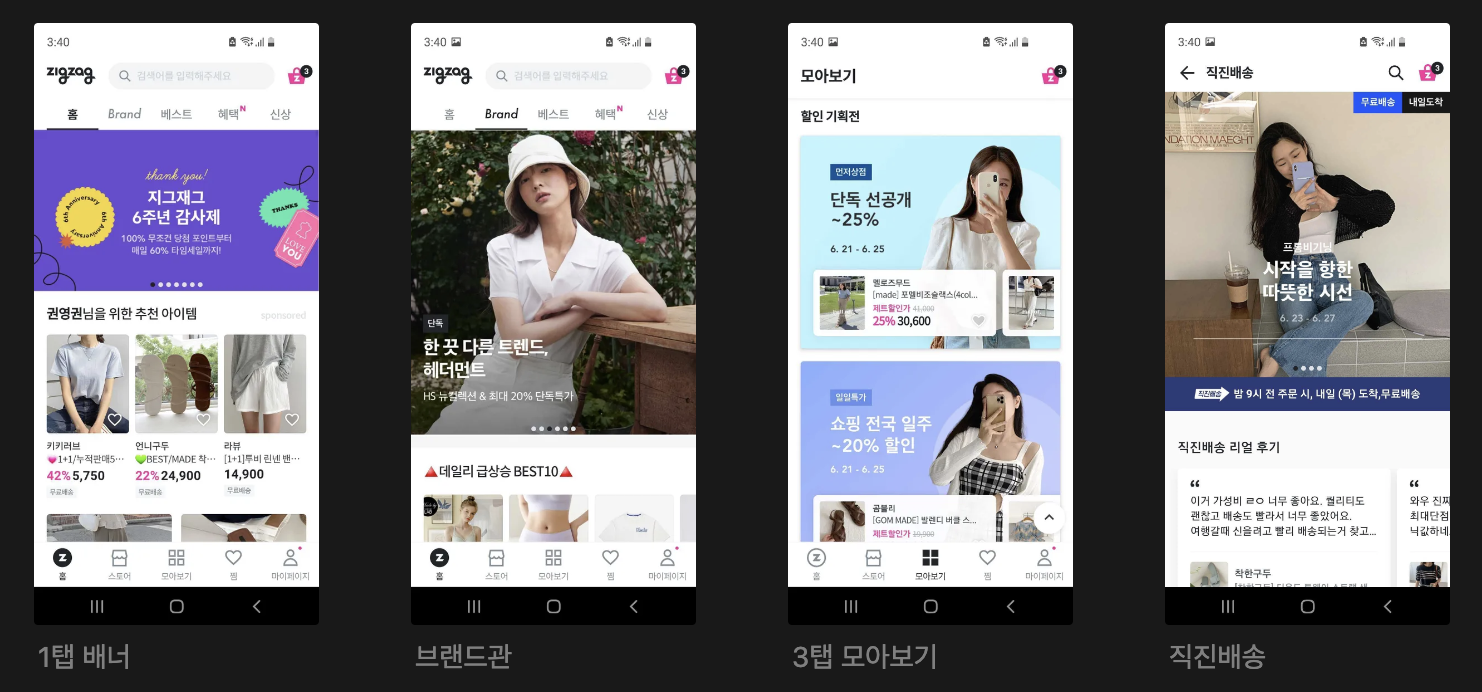 3:40
zigzag
검색어를 입력해주세요
3
홈 Brand 베스트 혜택 N 신상
thank you!
지그재그
6주년 감사제
100% 무조건 당첨 포인트부터
매일 60% 타임세일까지!
6th Anniversary 6th Anniversary
THANKS
LOVE
YOU
권영권님을 위한 추천 아이템
sponsored
키키러브
1+1/누적판매5…
42% 5,750
무료배송
언니구두
BEST/MADE 착…
22% 24,900
무료배송
라뷰
[1+1]투비 린넨 밴…
14,900
무료배송
홈 스토어 모아보기 찜 마이페이지
1탭 배너
3:40
zigzag
검색어를 입력해주세요
3
홈 Brand 베스트 혜택 N 신상
단독
한 끗 다른 트렌드,
헤더먼트
HS 뉴컬렉션 & 최대 20% 단독특가
데일리 급상승 BEST10
홈 스토어 모아보기 찜 마이페이지
브랜드관
3:40
모아보기
3
할인 기획전
먼저상점
단독 선공개
~25%
6. 21 - 6. 25
멜로즈무드
[made] 포멜비조슬랙스(4col...
제트할인가 41,000
25% 30,600
일일특가
쇼핑 전국 일주
~20% 할인
6. 21 - 6. 25
곰블리
[GOM MADE] 발렌디 버클 스...
제트할인가 19,900
홈 스토어 모아보기 찜 마이페이지
3탭 모아보기
3:40
직진배송
3
무료배송 내일도착
NDATION MAEGHT
프롬비기닝
시작을 향한
따뜻한 시선
6. 23 - 6. 27
직진배송 밤 9시 전 주문 시, 내일 (목) 도착,무료배송
직진배송 리얼 후기
“
이거 가성비 ㄹㅇ 너무 좋아요. 퀄리티도
괜찮고 배송도 빨라서 너무 좋았어요.
여행갈때 신을려고 빨리 배송되는거 찾고...
착한구두
“
와우 진짜
최대단점
닉값하네
직진배송